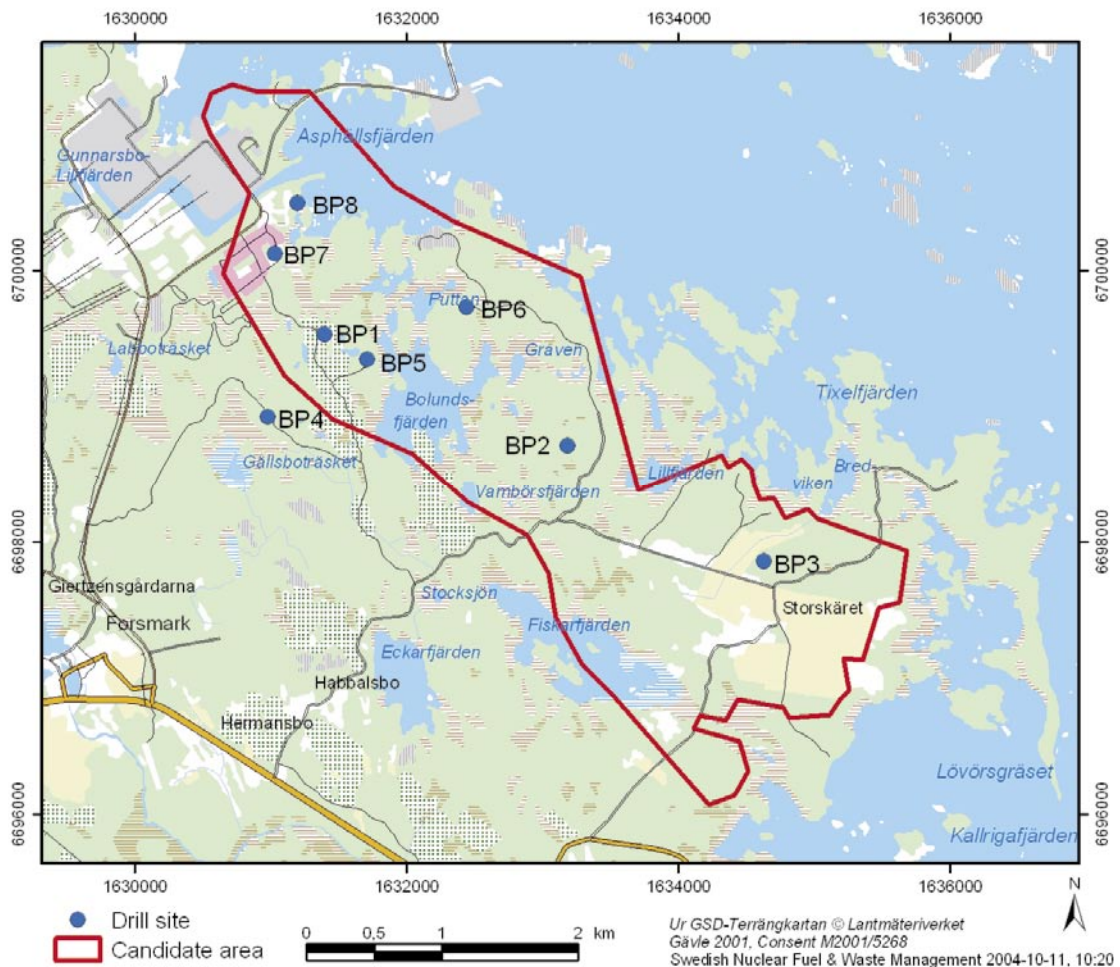 1630000
1632000
1634000
1636000
Asphällsfjärden
Gunnarsbo-
Lillfjärden
BP8
BP7
6700000
6700000
Puttan
BP6
BP1
Labboträsket
Graven
BP5
Bolunds-
fjärden
Tixelfjärden
BP4
BP2
Gällsboträsket
Lillfjärden
Bred-
viken
Vambörsfjärden
6698000
6698000
BP3
Giertzensgårdarna
Stocksjön
Storskäret
Forsmark
Fiskarfjärden
Eckarfjärden
Habbalsbo
Hermansbo
Lövörsgräset
6696000
6696000
Kallrigafjärden
1630000
1632000
1634000
1636000
N
Drill site
Candidate area
0 0,5 1 2 km
Ur GSD-Terrängkartan © Lantmäteriverket
Gävle 2001, Consent M2001/5268
Swedish Nuclear Fuel & Waste Management 2004-10-11, 10:20